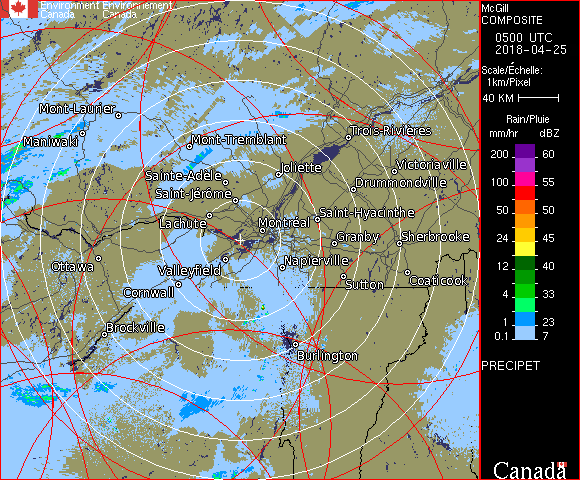 Environment Environnement
Canada Canada
McGill
COMPOSITE
0500 UTC
2018-04-25
Scale/Échelle:
1km/Pixel
40 KM
Rain/Pluie
mm/hr dBZ
200 60
100 55
50 50
24 45
12 40
4 33
1 23
0.1 7
PRECIPET
Canada
Mont-Laurier
Maniwaki
Mont-Tremblant
Trois-Rivières
Sainte-Adèle
Joliette
Victoriaville
Saint-Jérôme
Drummondville
Lachute
Montréal
Saint-Hyacinthe
Granby
Sherbrooke
Ottawa
Valleyfield
Napierville
Cornwall
Sutton
Coaticook
Brockville
Burlington